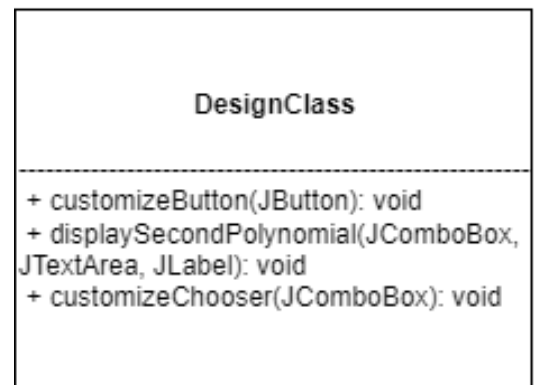 DesignClass
+ customizeButton(JButton): void
+ displaySecondPolynomial(JComboBox,
JTextArea, JLabel): void
+ customizeChooser(JComboBox): void